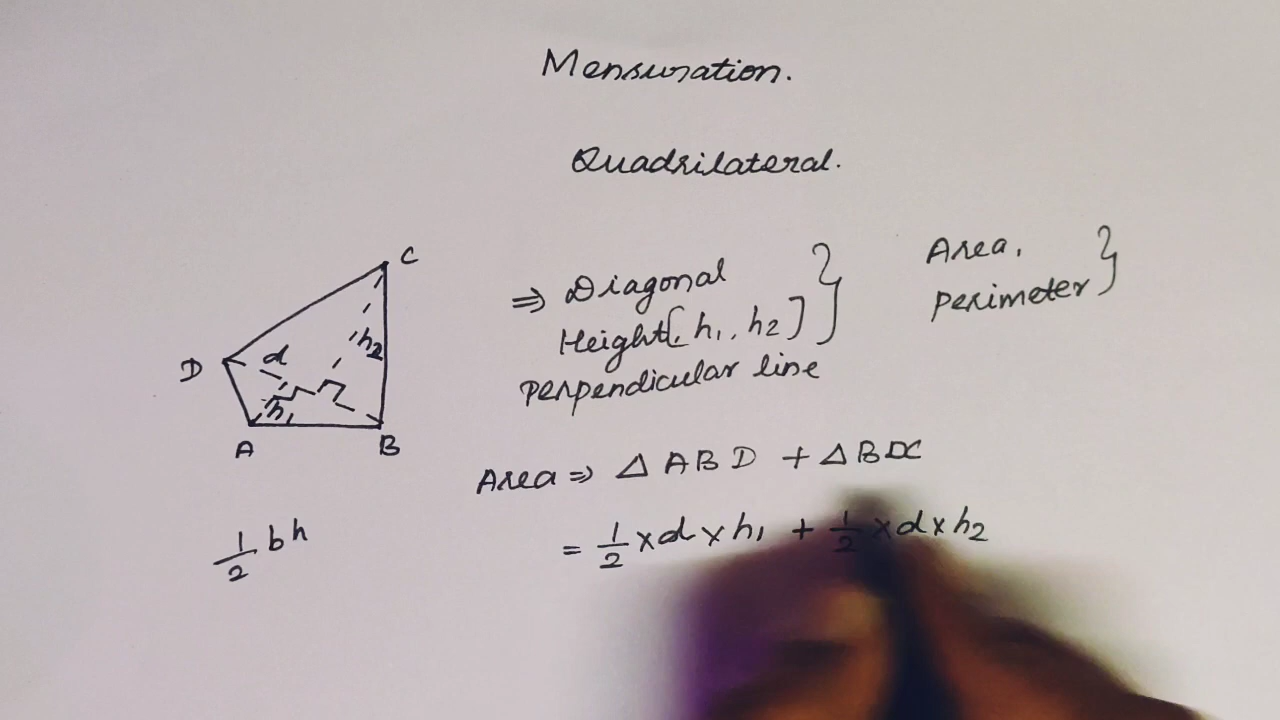 Mensuration.
Quadrilateral.
C
D
d
h2
h1
A
B
⇒ Diagonal
Height[h1, h2] }
perpendicular line
Area,
perimeter }
Area ⇒ △ ABD + △ BDC
1/2 bh
= 1/2 × d × h1 + 1/2 × d × h2